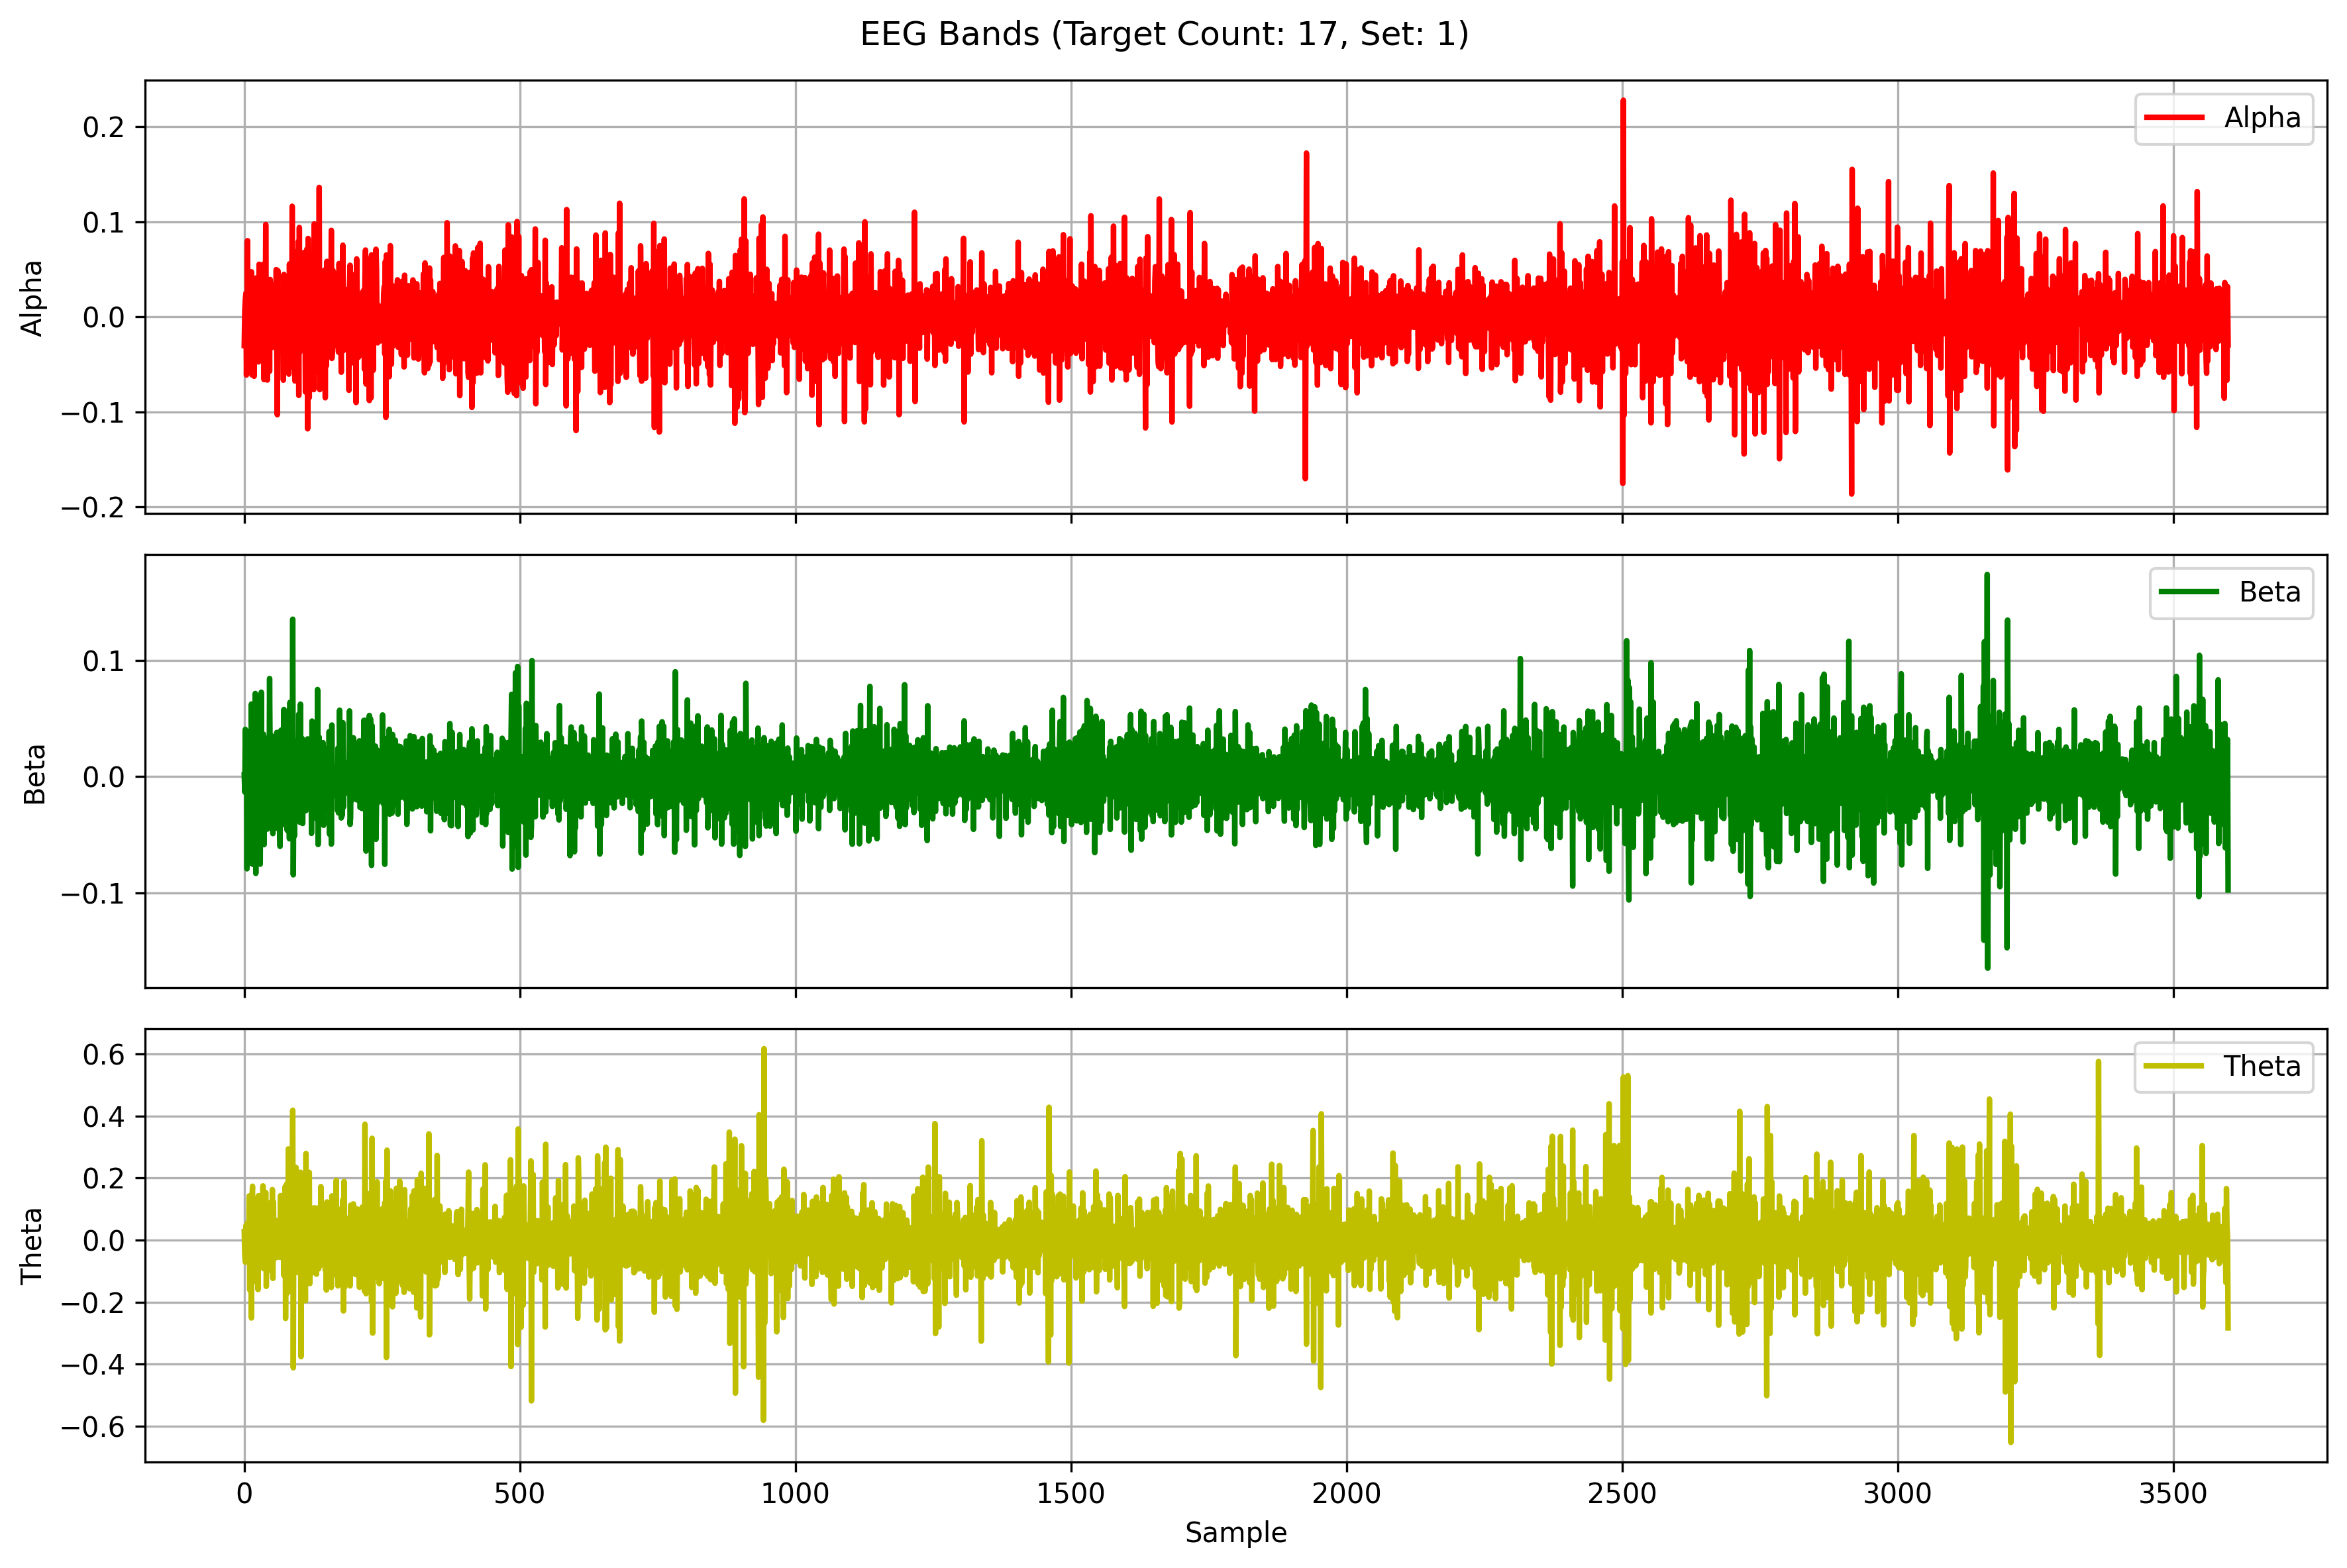 EEG Bands (Target Count: 17, Set: 1)
0.2
0.1
0.0
−0.1
−0.2
Alpha
Alpha
0.1
0.0
−0.1
Beta
Beta
0.6
0.4
0.2
0.0
−0.2
−0.4
−0.6
Theta
Theta
0 500 1000 1500 2000 2500 3000 3500
Sample